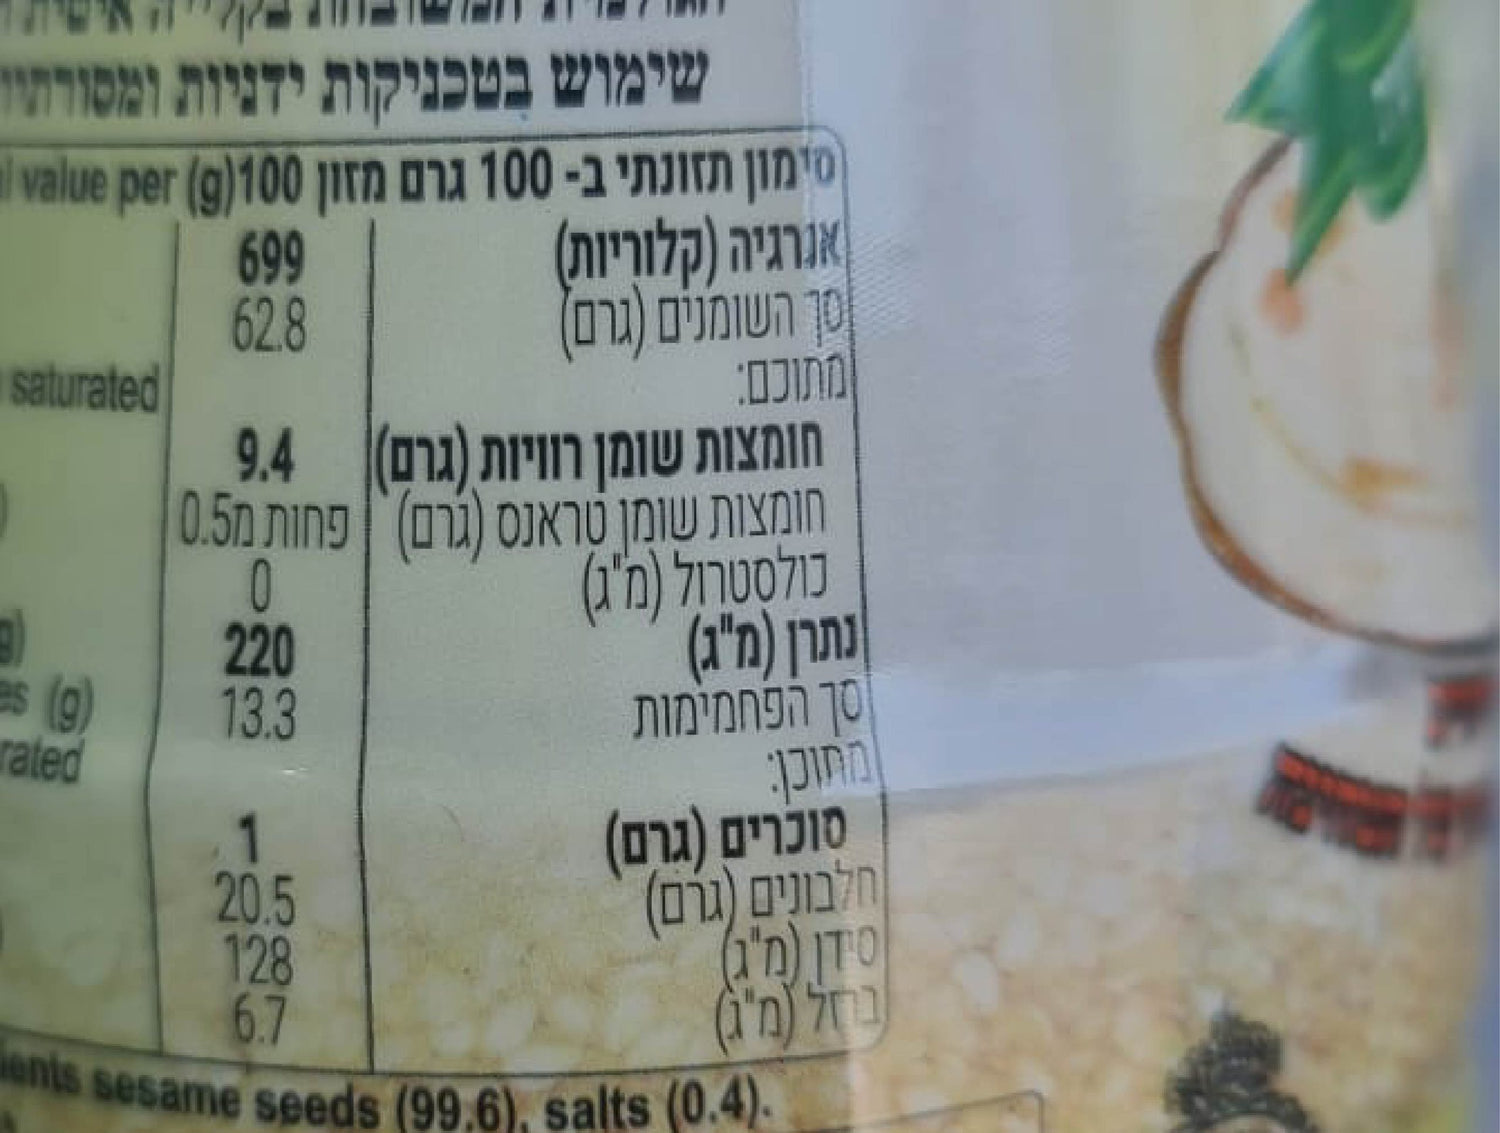 שימוש בטכניקות ידניות
סימון תזונתי ב- 100 גרם מזון value per (g)100
אנרגיה (קלוריות) 699
סך השומנים (גרם) 62.8
מתוכם: saturated
חומצות שומן רוויות (גרם) 9.4
חומצות שומן טראנס (גרם) פחות מ0.5
כולסטרול (מ"ג) 0
נתרן (מ"ג) 220
סך הפחמימות 13.3 (g)
מתוכן:
סוכרים (גרם) 1
חלבונים (גרם) 20.5
סידן (מ"ג) 128
ברזל (מ"ג) 6.7
sesame seeds (99.6), salts (0.4).